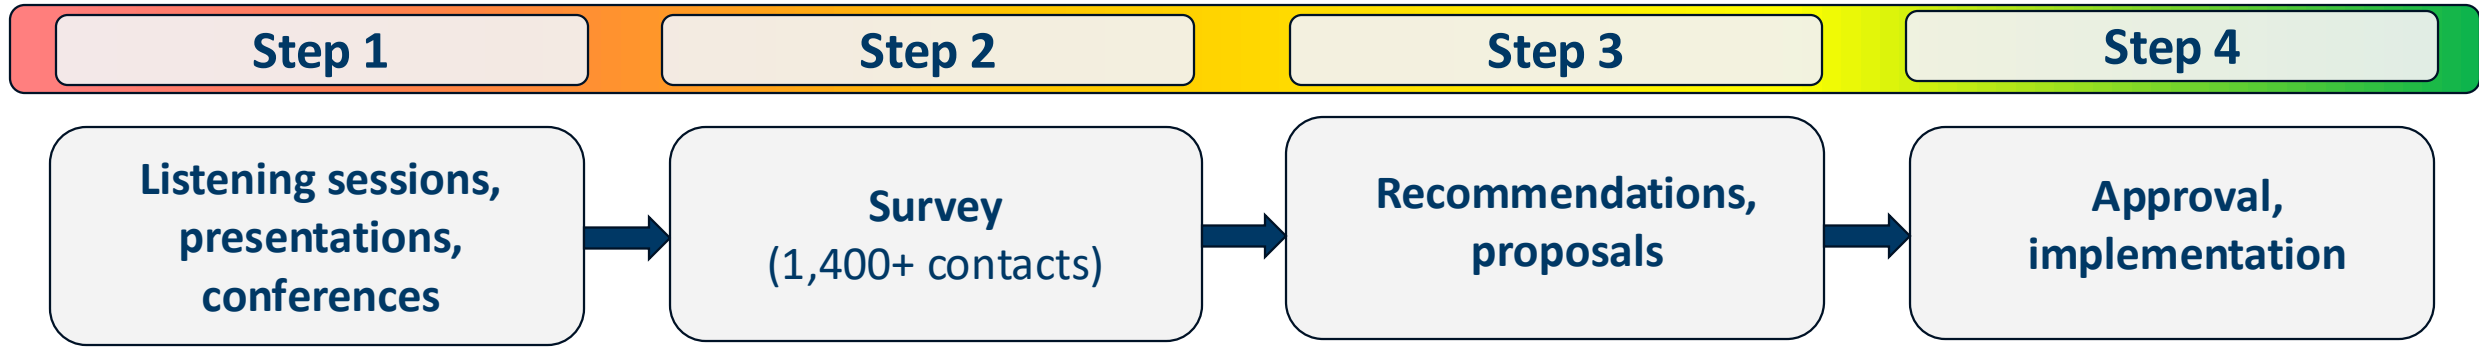 Step 1
Step 2
Step 3
Step 4
Listening sessions,
presentations,
conferences
Survey
(1,400+ contacts)
Recommendations,
proposals
Approval,
implementation